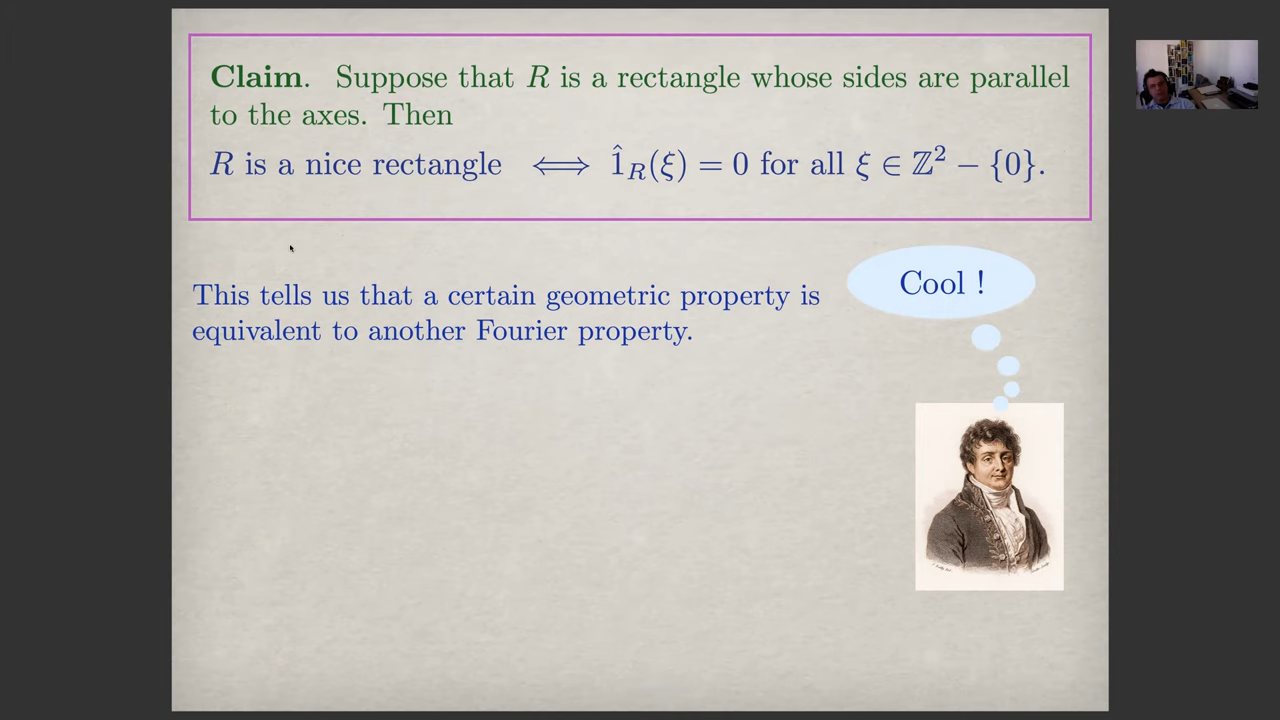 Claim. Suppose that R is a rectangle whose sides are parallel
to the axes. Then
R is a nice rectangle ⟺ 1̂_R(ξ) = 0 for all ξ ∈ ℤ² − {0}.
This tells us that a certain geometric property is
equivalent to another Fourier property.
Cool !